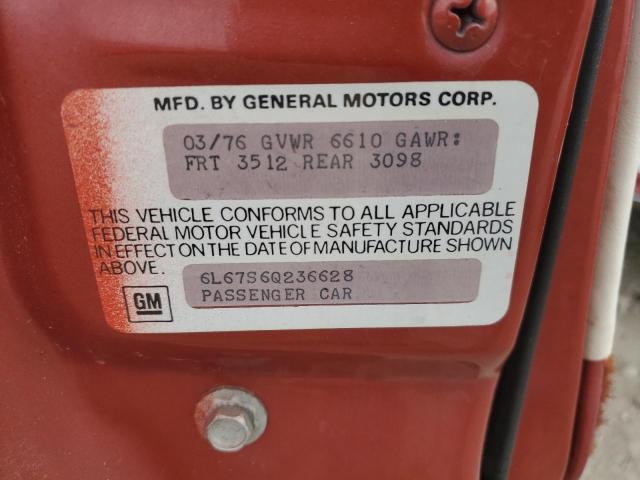 MFD. BY GENERAL MOTORS CORP.
03/76 GVWR 6610 GAWR:
FRT 3512 REAR 3098
THIS VEHICLE CONFORMS TO ALL APPLICABLE
FEDERAL MOTOR VEHICLE SAFETY STANDARDS
IN EFFECT ON THE DATE OF MANUFACTURE SHOWN
ABOVE.
6L67S6Q236628
PASSENGER CAR
GM